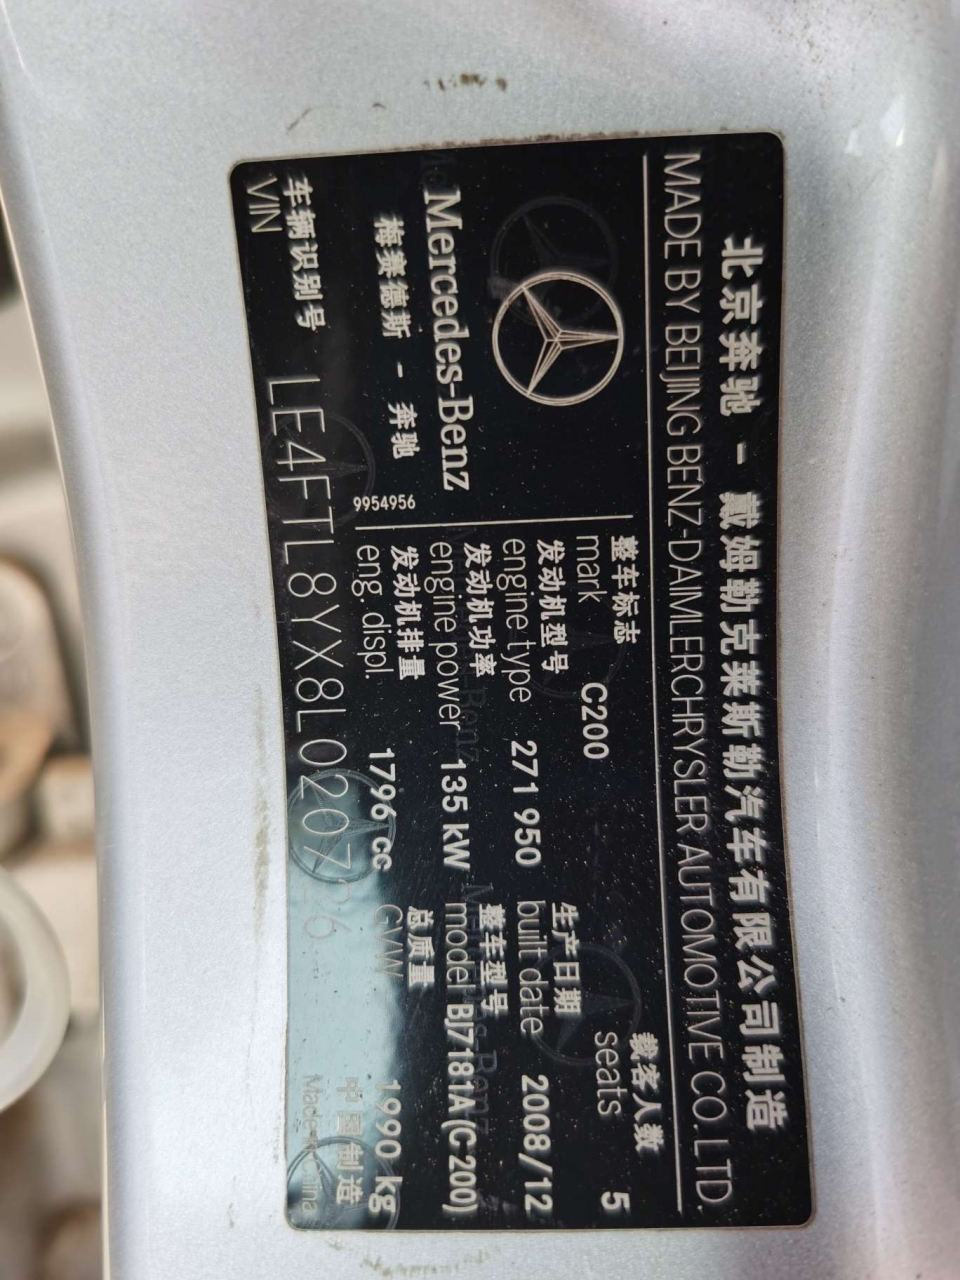 北京奔驰 - 戴姆勒克莱斯勒汽车有限公司制造
MADE BY BEIJING BENZ-DAIMLERCHRYSLER AUTOMOTIVE CO. LTD.
Mercedes-Benz
梅赛德斯 - 奔驰
9954956
整车标志
mark C200
载客人数
seats 5
发动机型号
engine type 271 950
生产日期
built date 2008/12
发动机功率
engine power 135 kW
整车型号
model BJ7181A(C 200)
发动机排量
eng. displ. 1796 cc
总质量
GVW 1990 kg
车辆识别号
VIN LE4FTL8YX8L020726
中国制造
Made in China